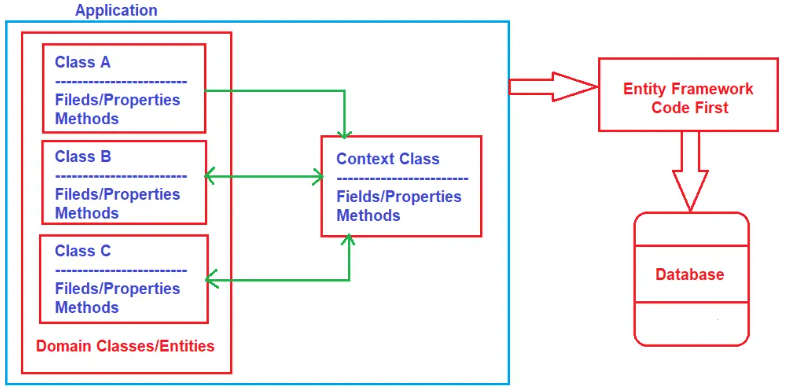 Application
Class A
-------------------------
Fileds/Properties
Methods
Class B
-------------------------
Fileds/Properties
Methods
Class C
-------------------------
Fileds/Properties
Methods
Domain Classes/Entities
Context Class
-------------------------
Fields/Properties
Methods
Entity Framework
Code First
Database